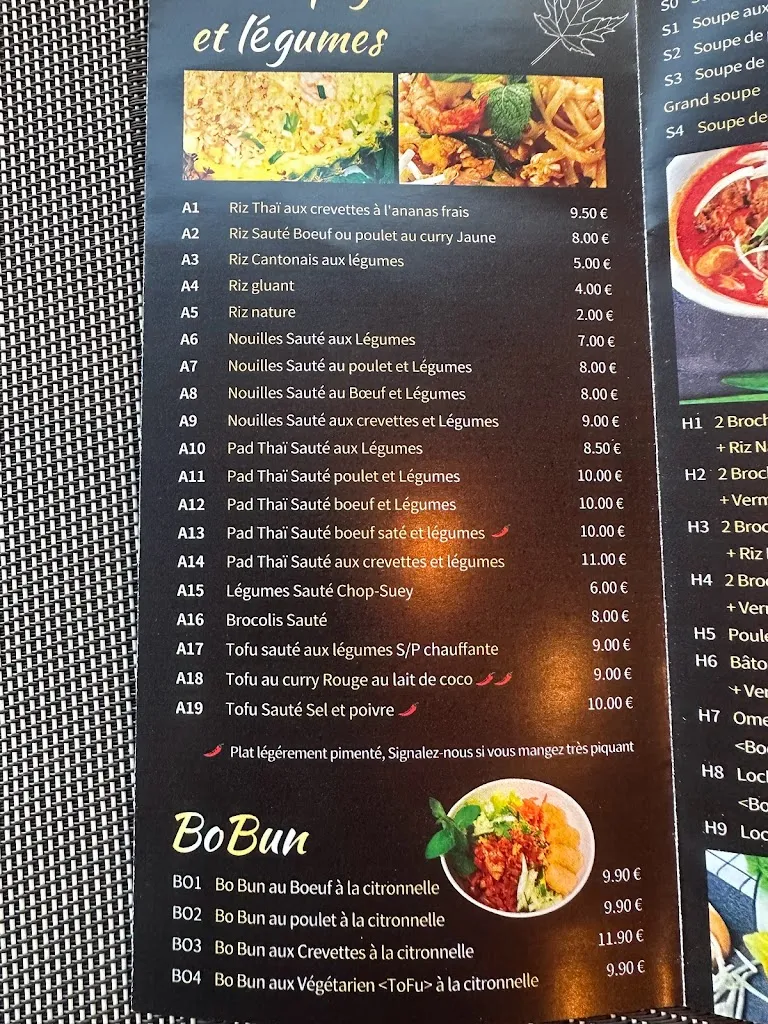 et légumes
A1 Riz Thaï aux crevettes à l'ananas frais 9.50 €
A2 Riz Sauté Boeuf ou poulet au curry Jaune 8.00 €
A3 Riz Cantonais aux légumes 5.00 €
A4 Riz gluant 4.00 €
A5 Riz nature 2.00 €
A6 Nouilles Sauté aux Légumes 7.00 €
A7 Nouilles Sauté au poulet et Légumes 8.00 €
A8 Nouilles Sauté au Bœuf et Légumes 8.00 €
A9 Nouilles Sauté aux crevettes et Légumes 9.00 €
A10 Pad Thaï Sauté aux Légumes 8.50 €
A11 Pad Thaï Sauté poulet et Légumes 10.00 €
A12 Pad Thaï Sauté boeuf et Légumes 10.00 €
A13 Pad Thaï Sauté boeuf saté et légumes 10.00 €
A14 Pad Thaï Sauté aux crevettes et légumes 11.00 €
A15 Légumes Sauté Chop-Suey 6.00 €
A16 Brocolis Sauté 8.00 €
A17 Tofu sauté aux légumes S/P chauffante 9.00 €
A18 Tofu au curry Rouge au lait de coco 9.00 €
A19 Tofu Sauté Sel et poivre 10.00 €
Plat légérement pimenté, Signalez-nous si vous mangez très piquant
BoBun
BO1 Bo Bun au Boeuf à la citronnelle 9.90 €
BO2 Bo Bun au poulet à la citronnelle 9.90 €
BO3 Bo Bun aux Crevettes à la citronnelle 11.90 €
BO4 Bo Bun aux Végétarien <ToFu> à la citronnelle 9.90 €
S0
S1 Soupe aux
S2 Soupe de
S3 Soupe de
Grand soupe
S4 Soupe de
H1 2 Broch
+ Riz N
H2 2 Broc
+ Verm
H3 2 Broc
+ Riz
H4 2 Bro
+ Ver
H5 Poule
H6 Bâto
+ Ver
H7 Ome
<Bo
H8 Loc
<Bo
H9 Loc